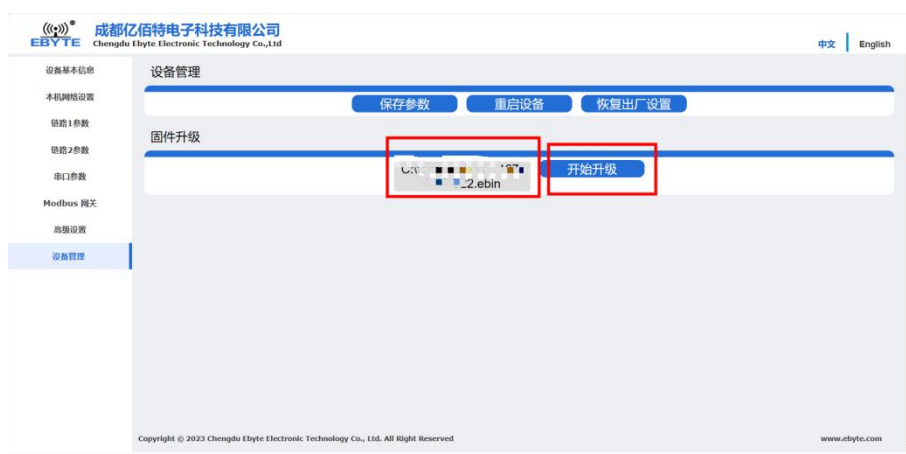 ((ꞏ))® 成都亿佰特电子科技有限公司
EBYTE Chengdu Ebyte Electronic Technology Co.,Ltd
中文 English
设备基本信息
本机网络设置
链路1参数
链路2参数
串口参数
Modbus 网关
高级设置
设备管理
设备管理
保存参数 重启设备 恢复出厂设置
固件升级
2.ebin
开始升级
Copyright © 2023 Chengdu Ebyte Electronic Technology Co., Ltd. All Right Reserved
www.ebyte.com